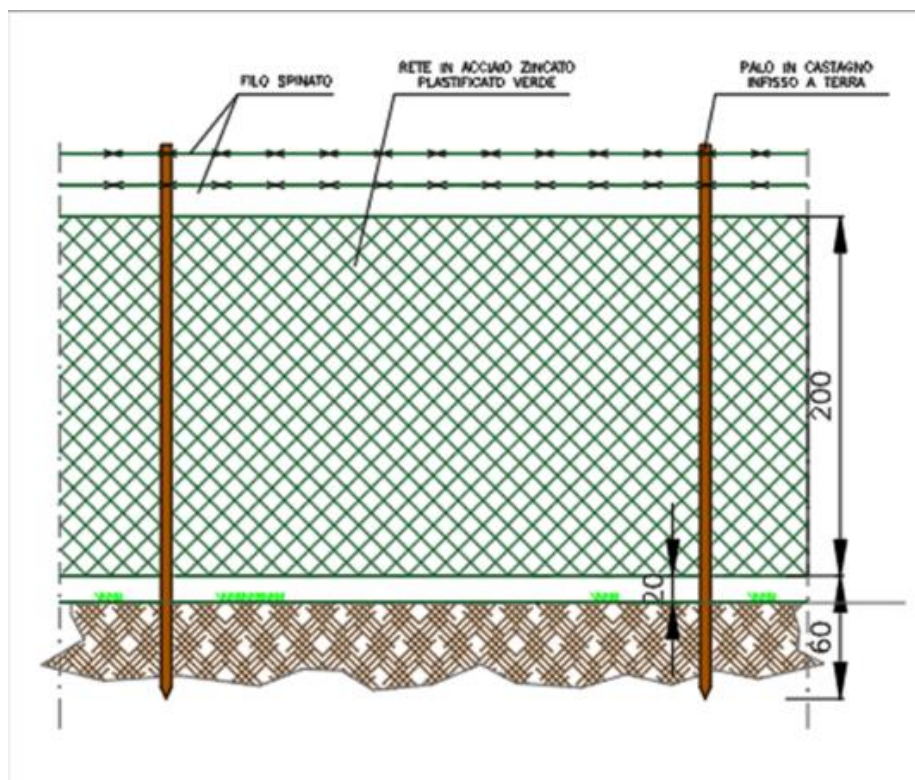 FILO SPINATO
RETE IN ACCIAIO ZINCATO
PLASTIFICATO VERDE
PALO IN CASTAGNO
INFISSO A TERRA
200
20
60